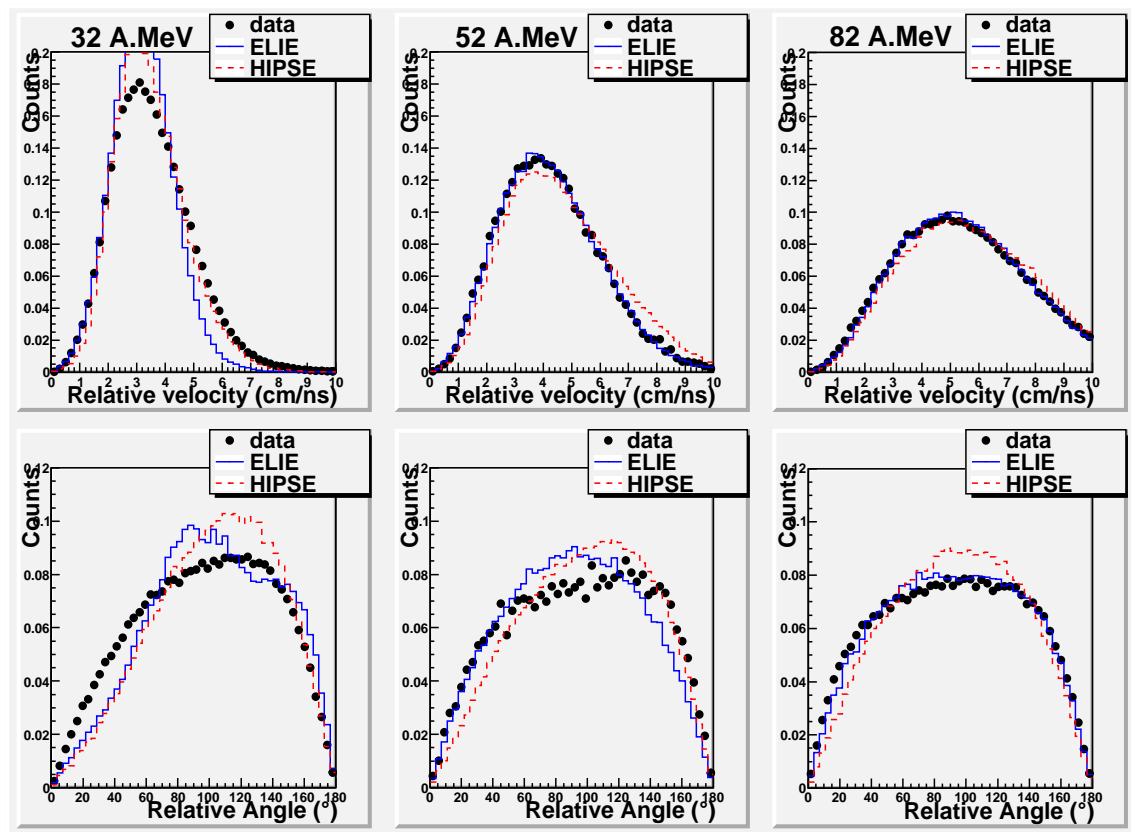 32 A.MeV
data
ELIE
HIPSE
Counts
0.2
0.18
0.16
0.14
0.12
0.1
0.08
0.06
0.04
0.02
0
0 1 2 3 4 5 6 7 8 9 10
Relative velocity (cm/ns)
52 A.MeV
data
ELIE
HIPSE
Counts
0.2
0.18
0.16
0.14
0.12
0.1
0.08
0.06
0.04
0.02
0
0 1 2 3 4 5 6 7 8 9 10
Relative velocity (cm/ns)
82 A.MeV
data
ELIE
HIPSE
Counts
0.2
0.18
0.16
0.14
0.12
0.1
0.08
0.06
0.04
0.02
0
0 1 2 3 4 5 6 7 8 9 10
Relative velocity (cm/ns)
data
ELIE
HIPSE
Counts
0.12
0.1
0.08
0.06
0.04
0.02
0
0 20 40 60 80 100 120 140 160 180
Relative Angle (°)
data
ELIE
HIPSE
Counts
0.12
0.1
0.08
0.06
0.04
0.02
0
0 20 40 60 80 100 120 140 160 180
Relative Angle (°)
data
ELIE
HIPSE
Counts
0.12
0.1
0.08
0.06
0.04
0.02
0
0 20 40 60 80 100 120 140 160 180
Relative Angle (°)